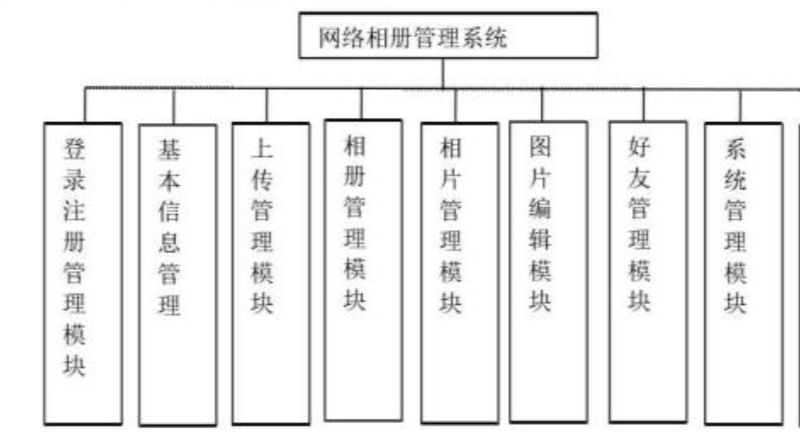 网络相册管理系统
登录注册管理模块
基本信息管理
上传管理模块
相册管理模块
相片管理模块
图片编辑模块
好友管理模块
系统管理模块